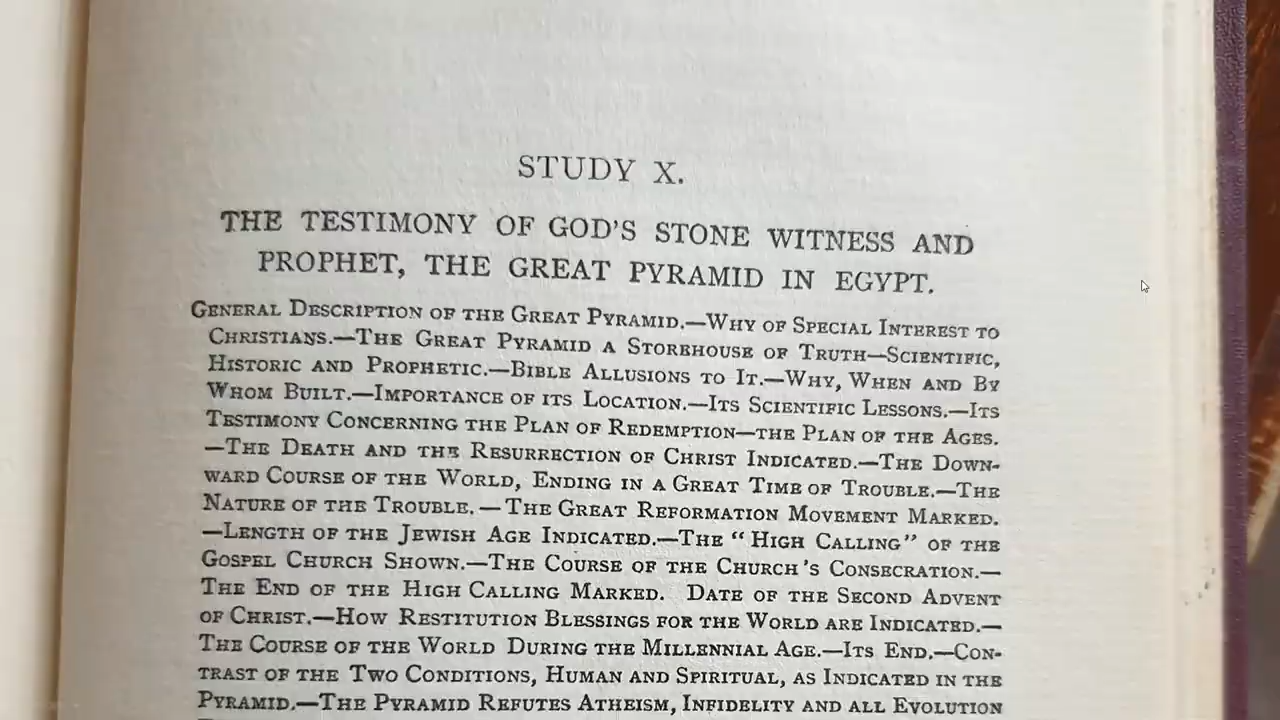 STUDY X.
THE TESTIMONY OF GOD'S STONE WITNESS AND
PROPHET, THE GREAT PYRAMID IN EGYPT.
GENERAL DESCRIPTION OF THE GREAT PYRAMID.—WHY OF SPECIAL INTEREST TO
CHRISTIANS.—THE GREAT PYRAMID A STOREHOUSE OF TRUTH—SCIENTIFIC,
HISTORIC AND PROPHETIC.—BIBLE ALLUSIONS TO IT.—WHY, WHEN AND BY
WHOM BUILT.—IMPORTANCE OF ITS LOCATION.—ITS SCIENTIFIC LESSONS.—ITS
TESTIMONY CONCERNING THE PLAN OF REDEMPTION—THE PLAN OF THE AGES.
—THE DEATH AND THE RESURRECTION OF CHRIST INDICATED.—THE DOWN-
WARD COURSE OF THE WORLD, ENDING IN A GREAT TIME OF TROUBLE.—THE
NATURE OF THE TROUBLE.—THE GREAT REFORMATION MOVEMENT MARKED.
—LENGTH OF THE JEWISH AGE INDICATED.—THE “HIGH CALLING” OF THE
GOSPEL CHURCH SHOWN.—THE COURSE OF THE CHURCH'S CONSECRATION.—
THE END OF THE HIGH CALLING MARKED. DATE OF THE SECOND ADVENT
OF CHRIST.—HOW RESTITUTION BLESSINGS FOR THE WORLD ARE INDICATED.—
THE COURSE OF THE WORLD DURING THE MILLENNIAL AGE.—ITS END.—CON-
TRAST OF THE TWO CONDITIONS, HUMAN AND SPIRITUAL, AS INDICATED IN THE
PYRAMID.—THE PYRAMID REFUTES ATHEISM, INFIDELITY AND ALL EVOLUTION